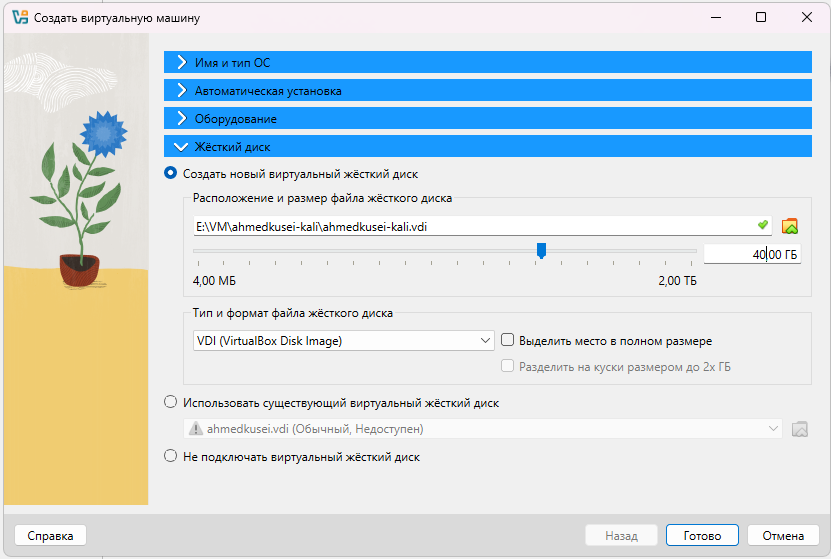 Создать виртуальную машину
Имя и тип ОС
Автоматическая установка
Оборудование
Жёсткий диск
Создать новый виртуальный жёсткий диск
Расположение и размер файла жёсткого диска
E:\VM\ahmedkusei-kali\ahmedkusei-kali.vdi
40,00 ГБ
4,00 МБ 2,00 ТБ
Тип и формат файла жёсткого диска
VDI (VirtualBox Disk Image) Выделить место в полном размере
Разделить на куски размером до 2х ГБ
Использовать существующий виртуальный жёсткий диск
ahmedkusei.vdi (Обычный, Недоступен)
Не подключать виртуальный жёсткий диск
Справка Назад Готово Отмена